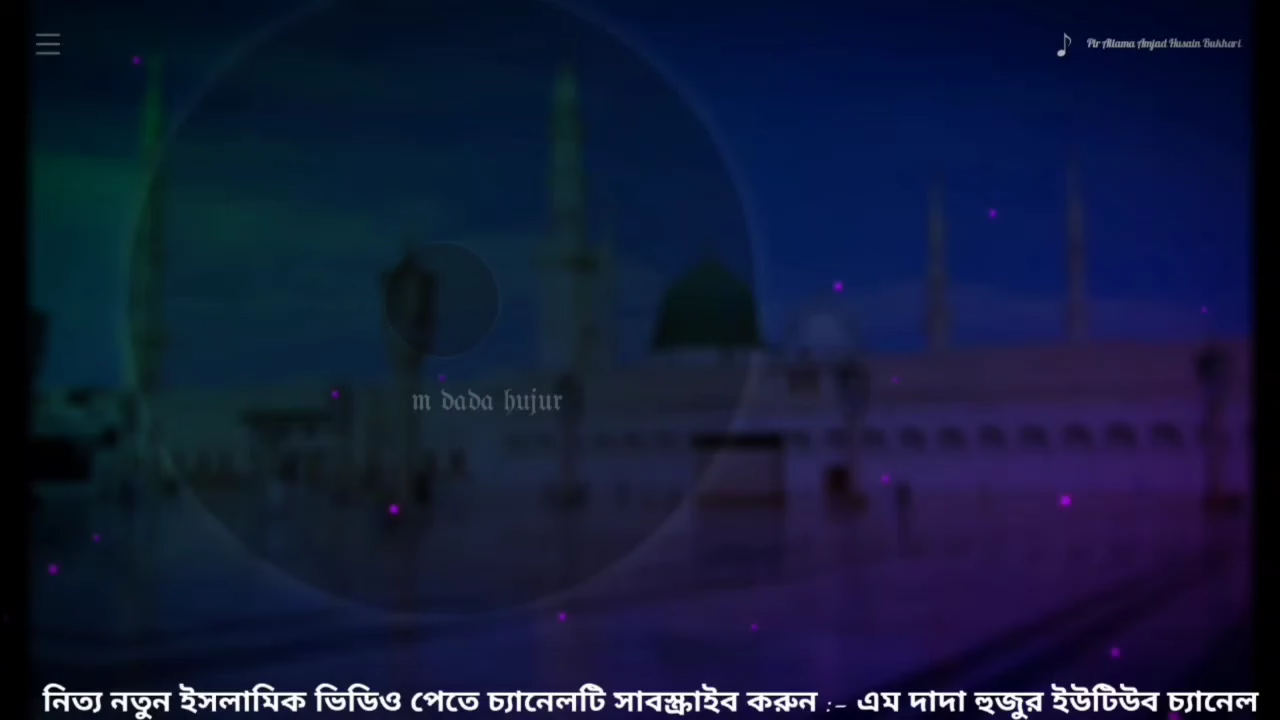 Pir Allama Amjad Husain Bukhari
m dada hujur
নিত্য নতুন ইসলামিক ভিডিও পেতে চ্যানেলটি সাবস্ক্রাইব করুন :- এম দাদা হুজুর ইউটিউব চ্যানেল